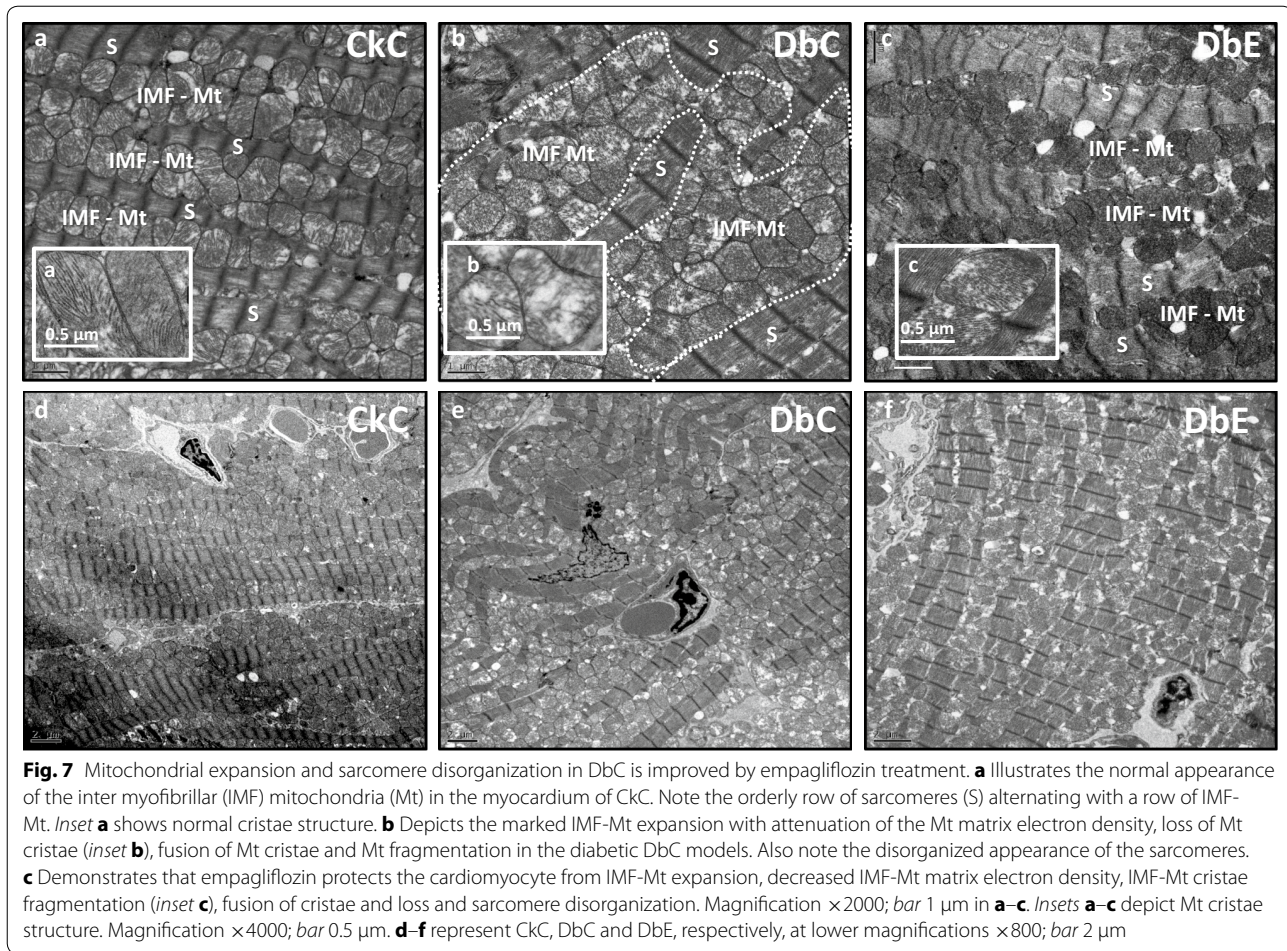 a
CkC
S
IMF - Mt
S
IMF - Mt
S
IMF - Mt
a
0.5 µm
S
b
DbC
S
IMF Mt
S
IMF Mt
b
0.5 µm
S
1 µm
c
DbE
S
IMF - Mt
IMF - Mt
c
0.5 µm
S
IMF - Mt
S
d
CkC
2 µm
e
DbC
f
DbE
Fig. 7 Mitochondrial expansion and sarcomere disorganization in DbC is improved by empagliflozin treatment. a Illustrates the normal appearance
of the inter myofibrillar (IMF) mitochondria (Mt) in the myocardium of CkC. Note the orderly row of sarcomeres (S) alternating with a row of IMF-
Mt. Inset a shows normal cristae structure. b Depicts the marked IMF-Mt expansion with attenuation of the Mt matrix electron density, loss of Mt
cristae (inset b), fusion of Mt cristae and Mt fragmentation in the diabetic DbC models. Also note the disorganized appearance of the sarcomeres.
c Demonstrates that empagliflozin protects the cardiomyocyte from IMF-Mt expansion, decreased IMF-Mt matrix electron density, IMF-Mt cristae
fragmentation (inset c), fusion of cristae and loss and sarcomere disorganization. Magnification ×2000; bar 1 µm in a–c. Insets a–c depict Mt cristae
structure. Magnification ×4000; bar 0.5 µm. d–f represent CkC, DbC and DbE, respectively, at lower magnifications ×800; bar 2 µm